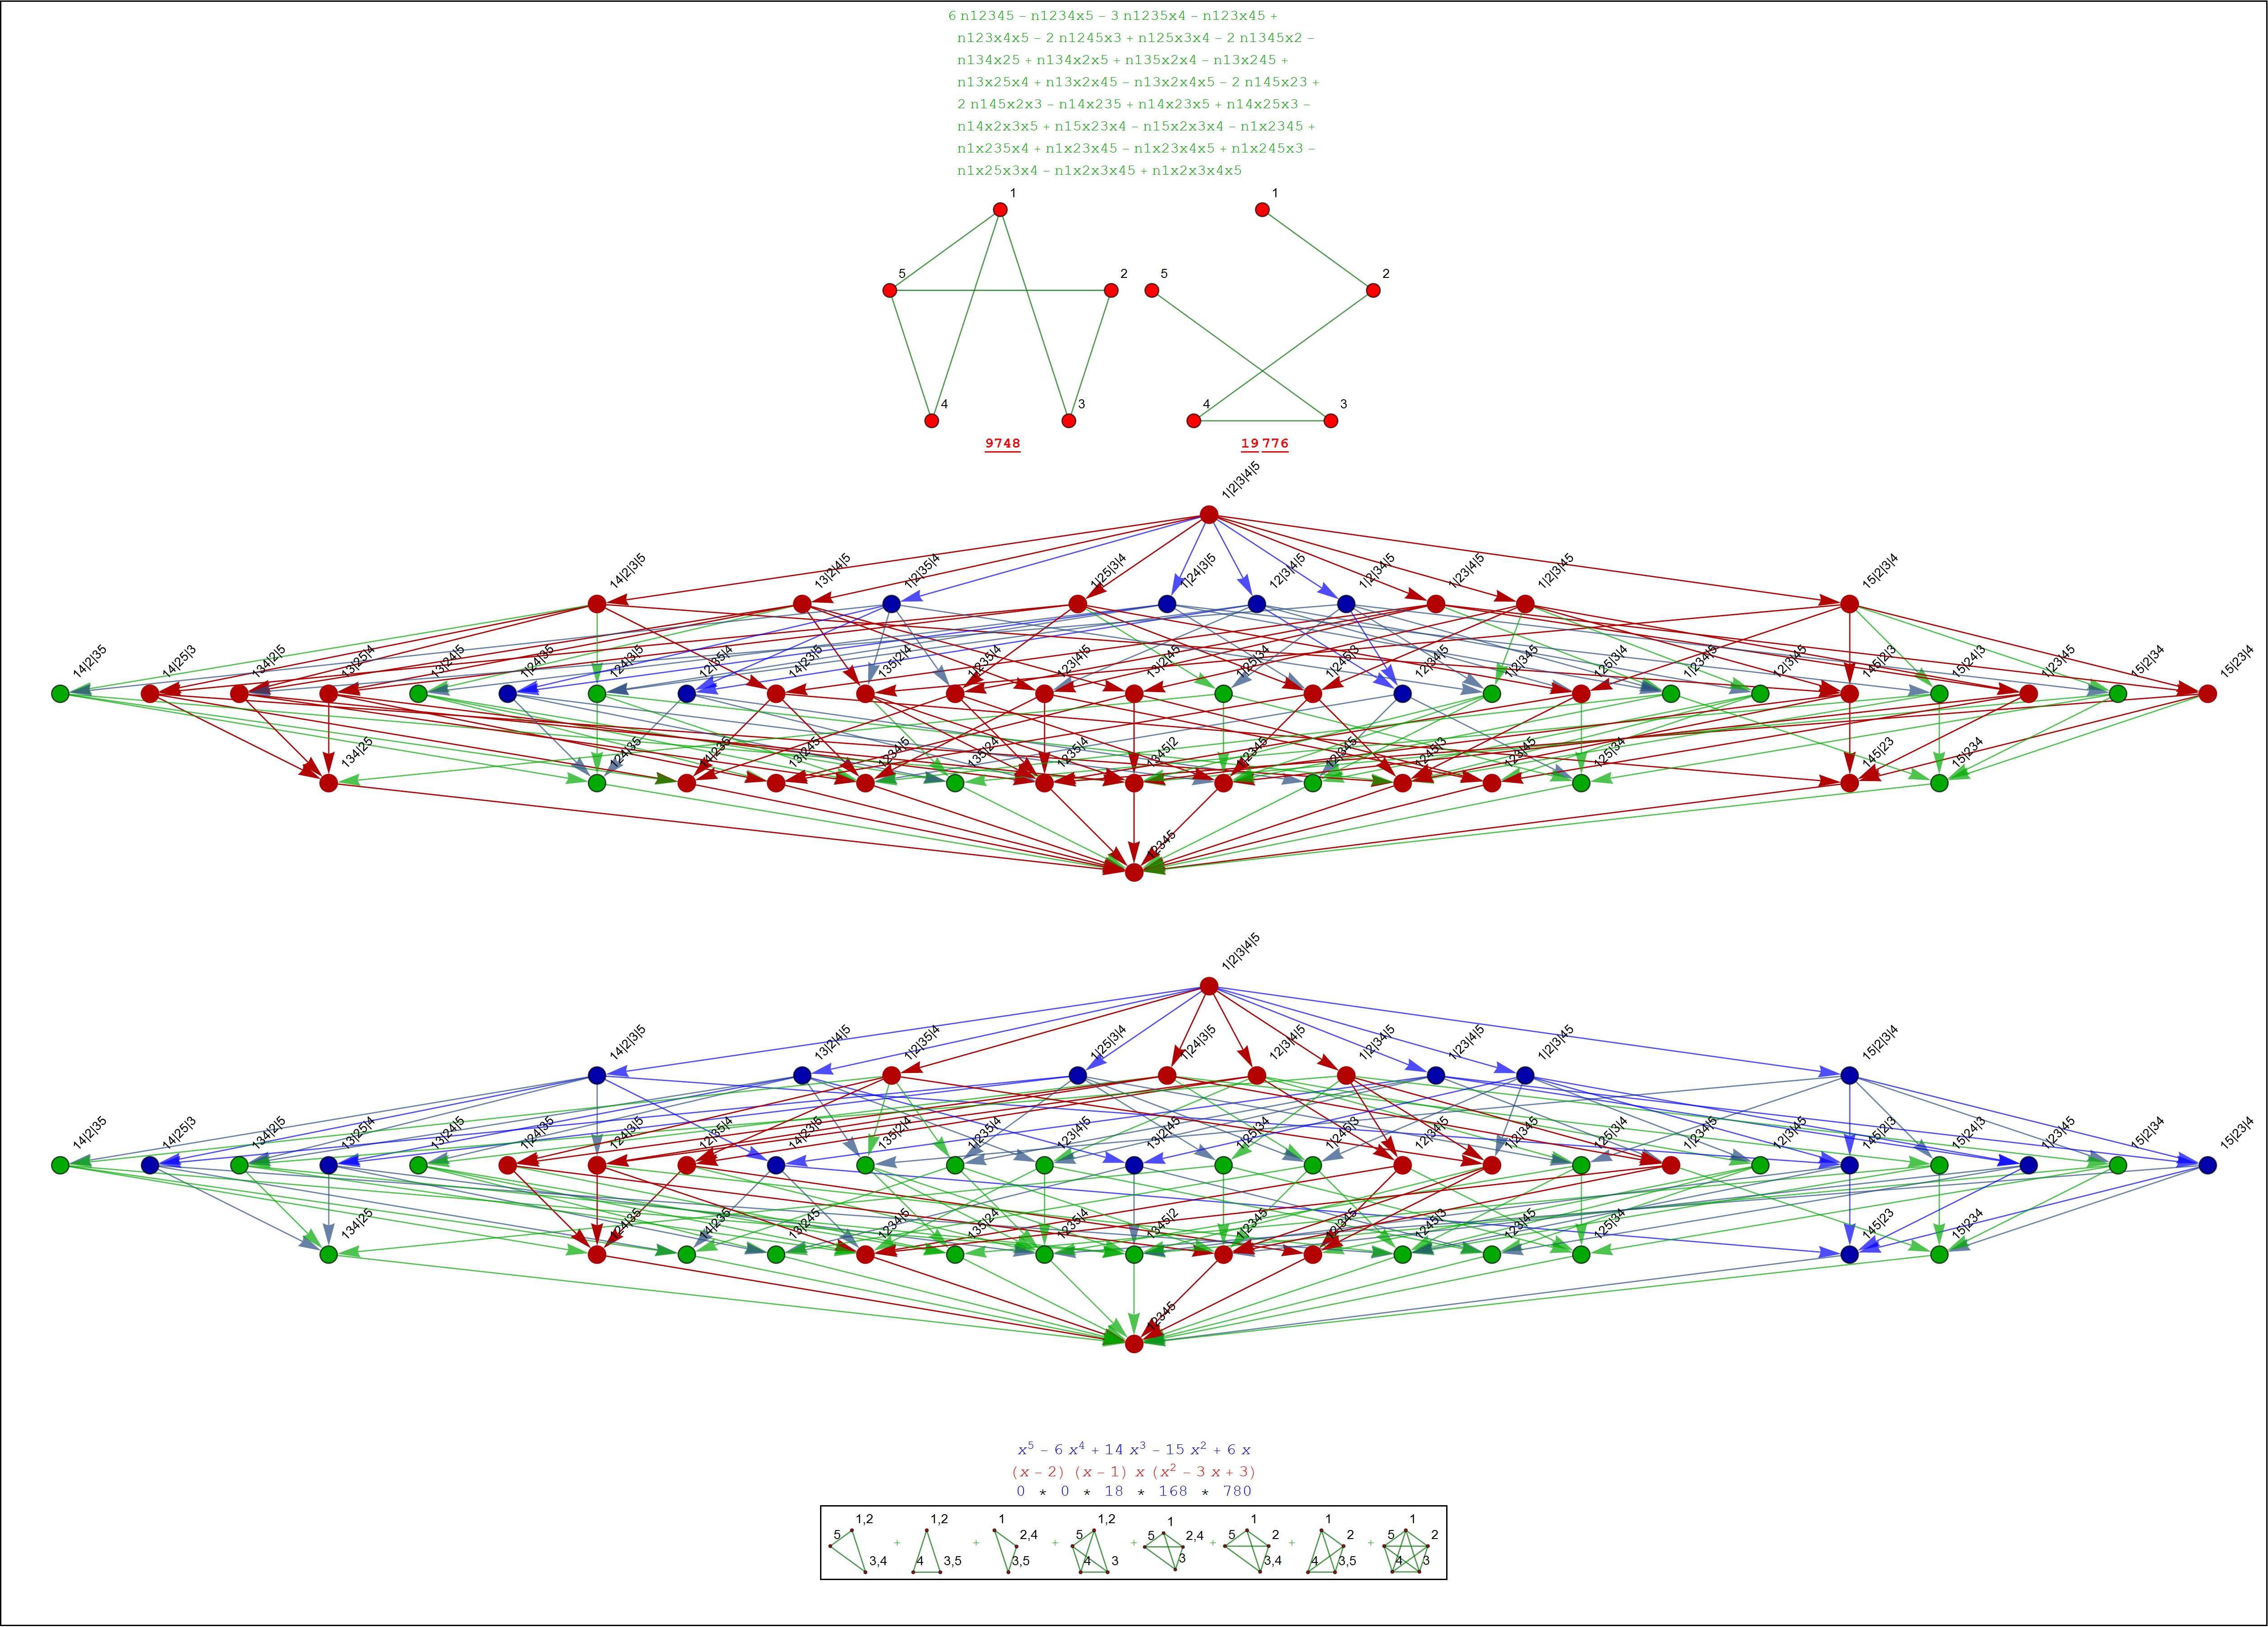 6 n12345 − n1234x5 − 3 n1235x4 − n123x45 +
n123x4x5 − 2 n1245x3 + n125x3x4 − 2 n1345x2 −
n134x25 + n134x2x5 + n135x2x4 − n13x245 +
n13x25x4 + n13x2x45 − n13x2x4x5 − 2 n145x23 +
2 n145x2x3 − n14x235 + n14x23x5 + n14x25x3 −
n14x2x3x5 + n15x23x4 − n15x2x3x4 − n1x2345 +
n1x235x4 + n1x23x45 − n1x23x4x5 + n1x245x3 −
n1x25x3x4 − n1x2x3x45 + n1x2x3x4x5
1 1
5 2 5 2
4 3 4 3
9748 19 776
1|2|3|4|5
14|2|3|5 13|2|4|5 1|2|35|4 1|25|3|4 1|24|3|5 12|3|4|5 1|2|34|5 1|23|4|5 1|2|3|45 15|2|3|4
14|2|35 14|25|3 134|2|5 13|25|4 13|24|5 1|24|35 124|3|5 12|35|4 14|23|5 135|2|4 1|235|4 123|4|5 13|2|45 1|25|34 1|245|3 12|34|5 1|2|345 125|3|4 1|234|5 12|3|45 145|2|3 15|24|3 1|23|45 15|2|34 15|23|4
134|25 124|35 14|235 13|245 1234|5 135|24 1235|4 1345|2 1|2345 12|345 1245|3 123|45 125|34 145|23 15|234
12345
1|2|3|4|5
14|2|3|5 13|2|4|5 1|2|35|4 1|25|3|4 1|24|3|5 12|3|4|5 1|2|34|5 1|23|4|5 1|2|3|45 15|2|3|4
14|2|35 14|25|3 134|2|5 13|25|4 13|24|5 1|24|35 124|3|5 12|35|4 14|23|5 135|2|4 1|235|4 123|4|5 13|2|45 1|25|34 1|245|3 12|34|5 1|2|345 125|3|4 1|234|5 12|3|45 145|2|3 15|24|3 1|23|45 15|2|34 15|23|4
134|25 124|35 14|235 13|245 1234|5 135|24 1235|4 1345|2 1|2345 12|345 1245|3 123|45 125|34 145|23 15|234
12345
x⁵ − 6 x⁴ + 14 x³ − 15 x² + 6 x
(x − 2) (x − 1) x (x² − 3 x + 3)
0 * 0 * 18 * 168 * 780
5 1,2 3,4 + 1,2 4 3,5 + 1 2,4 3,5 + 1,2 5 4 3 + 1 5 2,4 3 + 1 5 2 3,4 + 1 2 4 3,5 + 1 5 2 4 3